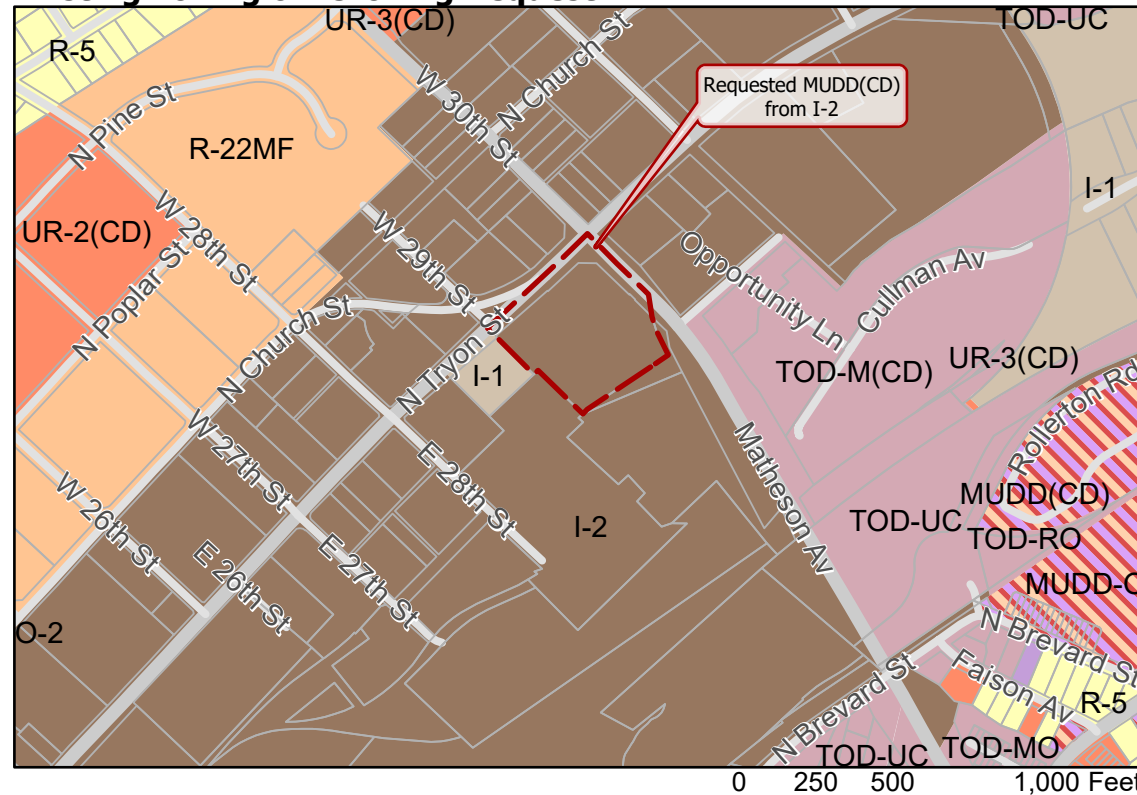 UR-3(CD)
TOD-UC
R-5
N Church St
W 30th St
Requested MUDD(CD)
from I-2
N Pine St
R-22MF
I-1
UR-2(CD)
W 28th St
W 29th St
Opportunity Ln
Cullman Av
N Poplar St
N Church St
N Tryon St
I-1
TOD-M(CD)
UR-3(CD)
Rollerton Rd
W 27th St
E 28th St
Matheson Av
W 26th St
I-2
MUDD(CD)
TOD-UC
TOD-RO
E 26th St
E 27th St
MUDD-O
O-2
N Brevard St
Faison Av
R-5
N Brevard St
TOD-UC
TOD-MO
0 250 500 1,000 Feet